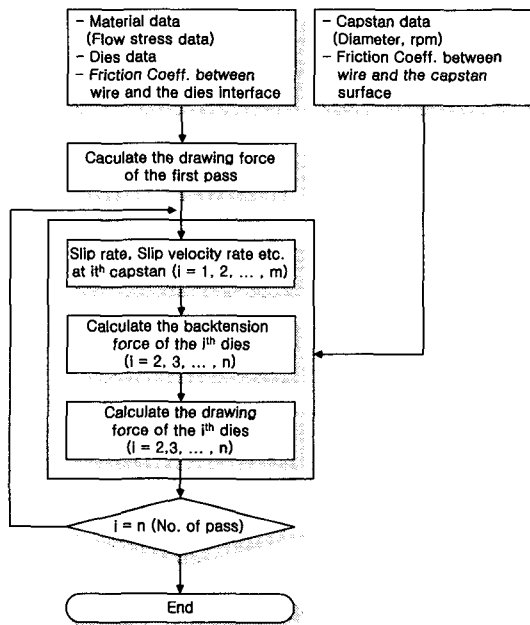 - Material data
(Flow stress data)
- Dies data
- Friction Coeff. between
wire and the dies interface
- Capstan data
(Diameter, rpm)
- Friction Coeff. between
wire and the capstan
surface
Caculate the drawing force
of the first pass
Slip rate, Slip velocity rate etc.
at ith capstan (i = 1, 2, ... , m)
Calculate the backtension
force of the ith dies
(i = 2, 3, ... , n)
Calculate the drawing
force of the ith dies
(i = 2,3, ... , n)
i = n (No. of pass)
End